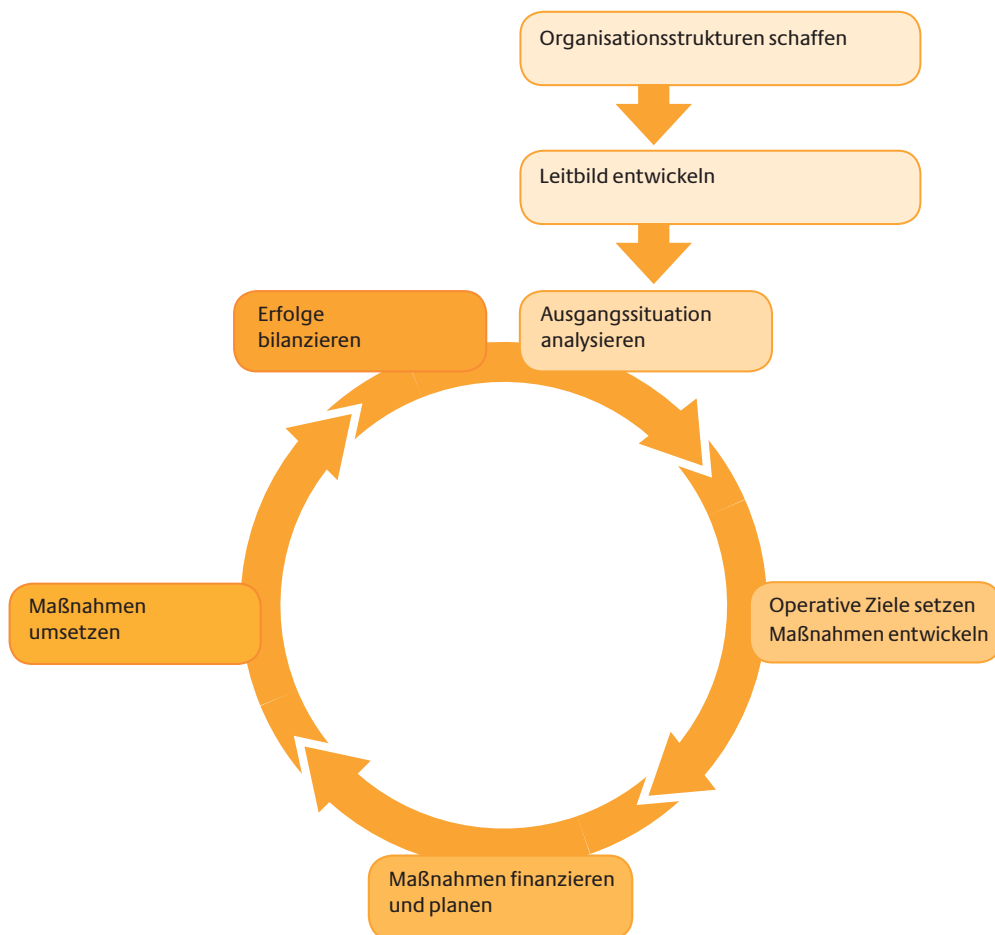 Organisationsstrukturen schaffen
Leitbild entwickeln
Erfolge
bilanzieren
Ausgangssituation
analysieren
Maßnahmen
umsetzen
Operative Ziele setzen
Maßnahmen entwickeln
Maßnahmen finanzieren
und planen